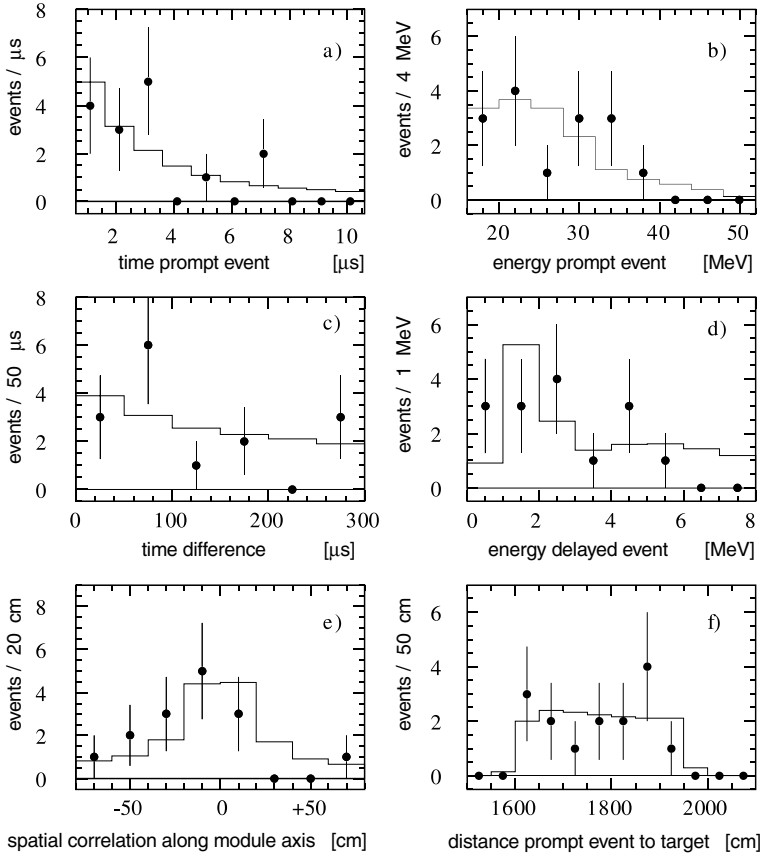 a)
events / μs
8
6
4
2
0
2 4 6 8 10
time prompt event [μs]
b)
events / 4 MeV
6
4
2
0
20 30 40 50
energy prompt event [MeV]
c)
events / 50 μs
8
6
4
2
0
0 100 200 300
time difference [μs]
d)
events / 1 MeV
6
4
2
0
0 2 4 6 8
energy delayed event [MeV]
e)
events / 20 cm
8
6
4
2
0
-50 0 +50
spatial correlation along module axis [cm]
f)
events / 50 cm
6
4
2
0
1600 1800 2000
distance prompt event to target [cm]